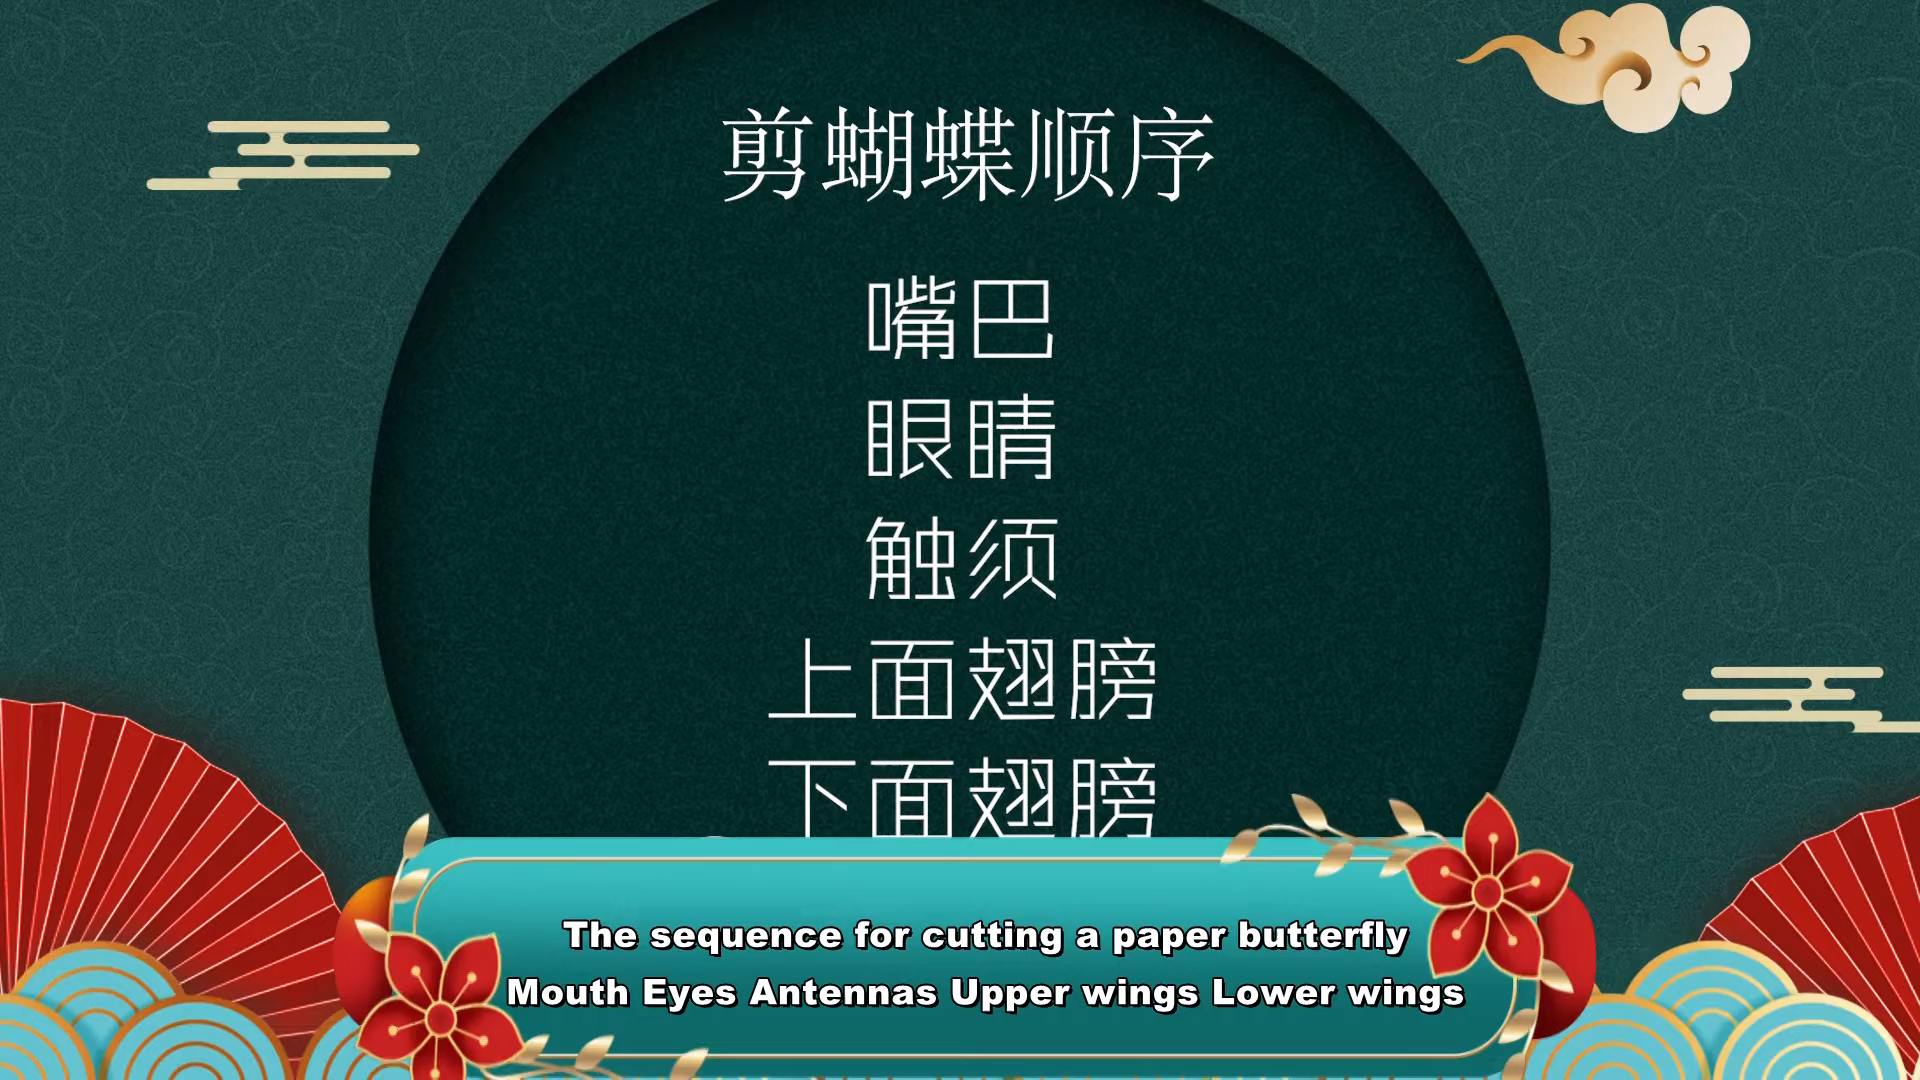 剪蝴蝶顺序
嘴巴
眼睛
触须
上面翅膀
下面翅膀
The sequence for cutting a paper butterfly
Mouth Eyes Antennas Upper wings Lower wings